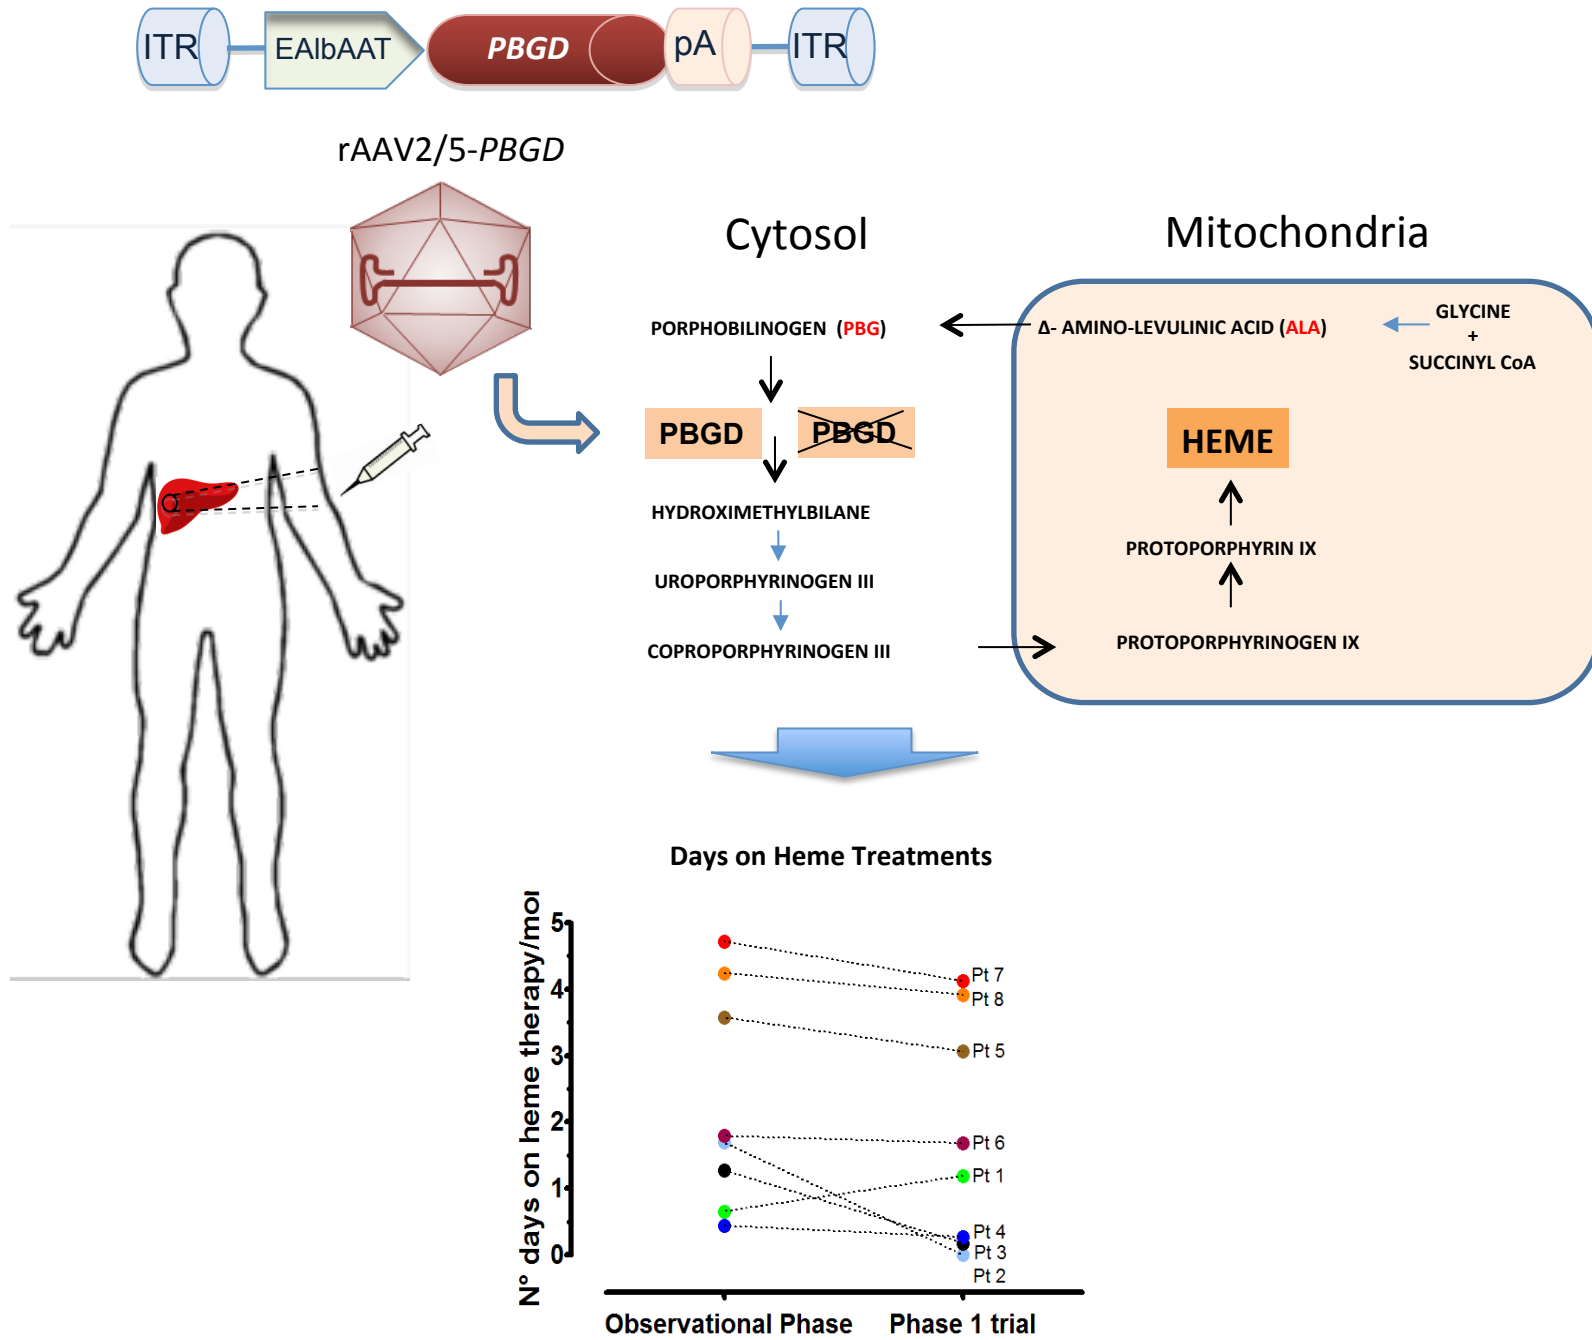 ITR EAlbAAT PBGD pA ITR
rAAV2/5-PBGD
Cytosol Mitochondria
PORPHOBILINOGEN (PBG)
Δ- AMINO-LEVULINIC ACID (ALA)
GLYCINE
+
SUCCINYL CoA
PBGD PBGD
HEME
HYDROXIMETHYLBILANE
PROTOPORPHYRIN IX
UROPORPHYRINOGEN III
COPROPORPHYRINOGEN III
PROTOPORPHYRINOGEN IX
Days on Heme Treatments
N° days on heme therapy/mol
5
4
3
2
1
0
Pt 7
Pt 8
Pt 5
Pt 6
Pt 1
Pt 4
Pt 3
Pt 2
Observational Phase Phase 1 trial